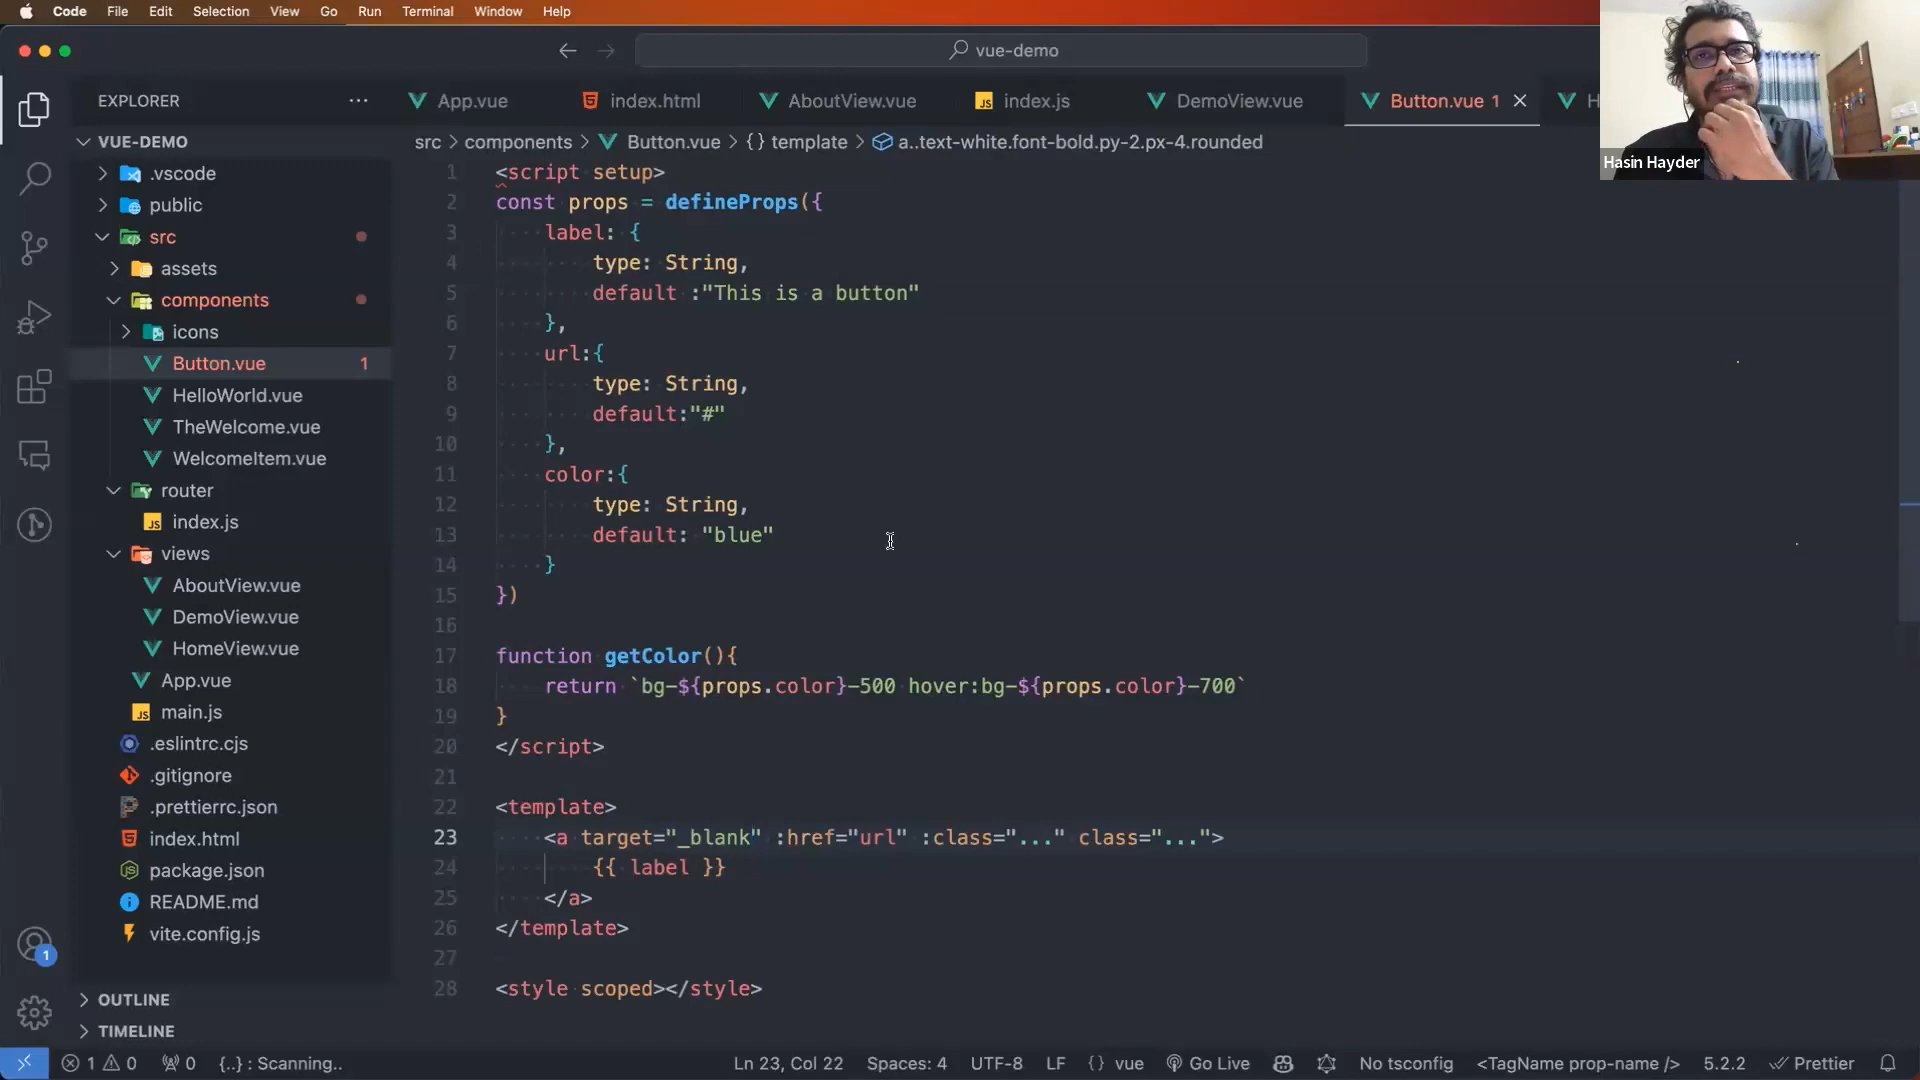 Code File Edit Selection View Go Run Terminal Window Help
vue-demo
EXPLORER
App.vue index.html AboutView.vue JS index.js DemoView.vue Button.vue 1 H
VUE-DEMO
src > components > Button.vue > {} template > a..text-white.font-bold.py-2.px-4.rounded
Hasin Hayder
.vscode
public
src
assets
components
icons
Button.vue 1
HelloWorld.vue
TheWelcome.vue
WelcomeItem.vue
router
JS index.js
views
AboutView.vue
DemoView.vue
HomeView.vue
App.vue
JS main.js
.eslintrc.cjs
.gitignore
.prettierrc.json
index.html
package.json
README.md
vite.config.js
OUTLINE
TIMELINE
1 <script setup>
2 const props = defineProps({
3 label: {
4 type: String,
5 default :"This is a button"
6 },
7 url:{
8 type: String,
9 default:"#"
10 },
11 color:{
12 type: String,
13 default: "blue"
14 }
15 })
16
17 function getColor(){
18 return `bg-${props.color}-500 hover:bg-${props.color}-700`
19 }
20 </script>
21
22 <template>
23 <a target="_blank" :href="url" :class="..." class="...">
24 {{ label }}
25 </a>
26 </template>
27
28 <style scoped></style>
1
1 0 0 {..} : Scanning.. Ln 23, Col 22 Spaces: 4 UTF-8 LF {} vue Go Live No tsconfig <TagName prop-name /> 5.2.2 Prettier